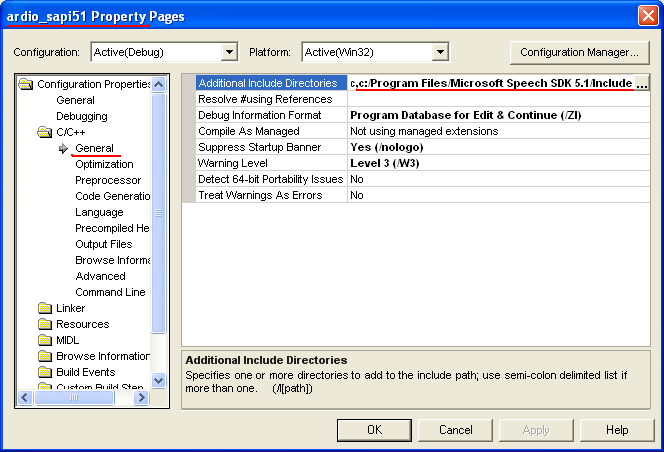 ardio_sapi51 Property Pages
Configuration: Active(Debug) Platform: Active(Win32) Configuration Manager...
Configuration Properties
General
Debugging
C/C++
General
Optimization
Preprocessor
Code Generatio
Language
Precompiled He
Output Files
Browse Informa
Advanced
Command Line
Linker
Resources
MIDL
Browse Information
Build Events
Custom Build Step
Additional Include Directories c,c:/Program Files/Microsoft Speech SDK 5.1/Include ...
Resolve #using References
Debug Information Format Program Database for Edit & Continue (/ZI)
Compile As Managed Not using managed extensions
Suppress Startup Banner Yes (/nologo)
Warning Level Level 3 (/W3)
Detect 64-bit Portability Issues No
Treat Warnings As Errors No
Additional Include Directories
Specifies one or more directories to add to the include path; use semi-colon delimited list if
more than one. (/I[path])
OK Cancel Apply Help